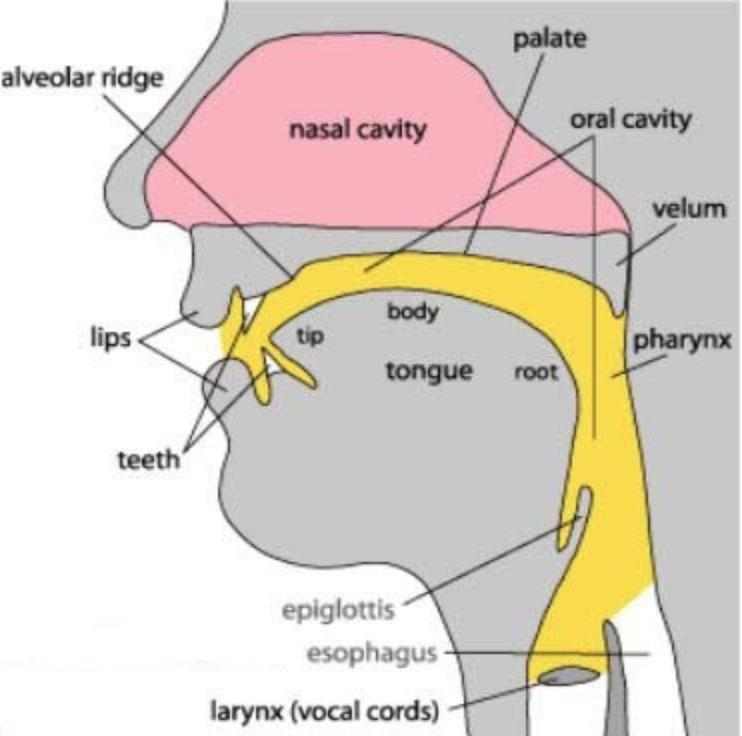 palate
alveolar ridge
oral cavity
nasal cavity
velum
body
lips
tip
pharynx
tongue
root
teeth
epiglottis
esophagus
larynx (vocal cords)